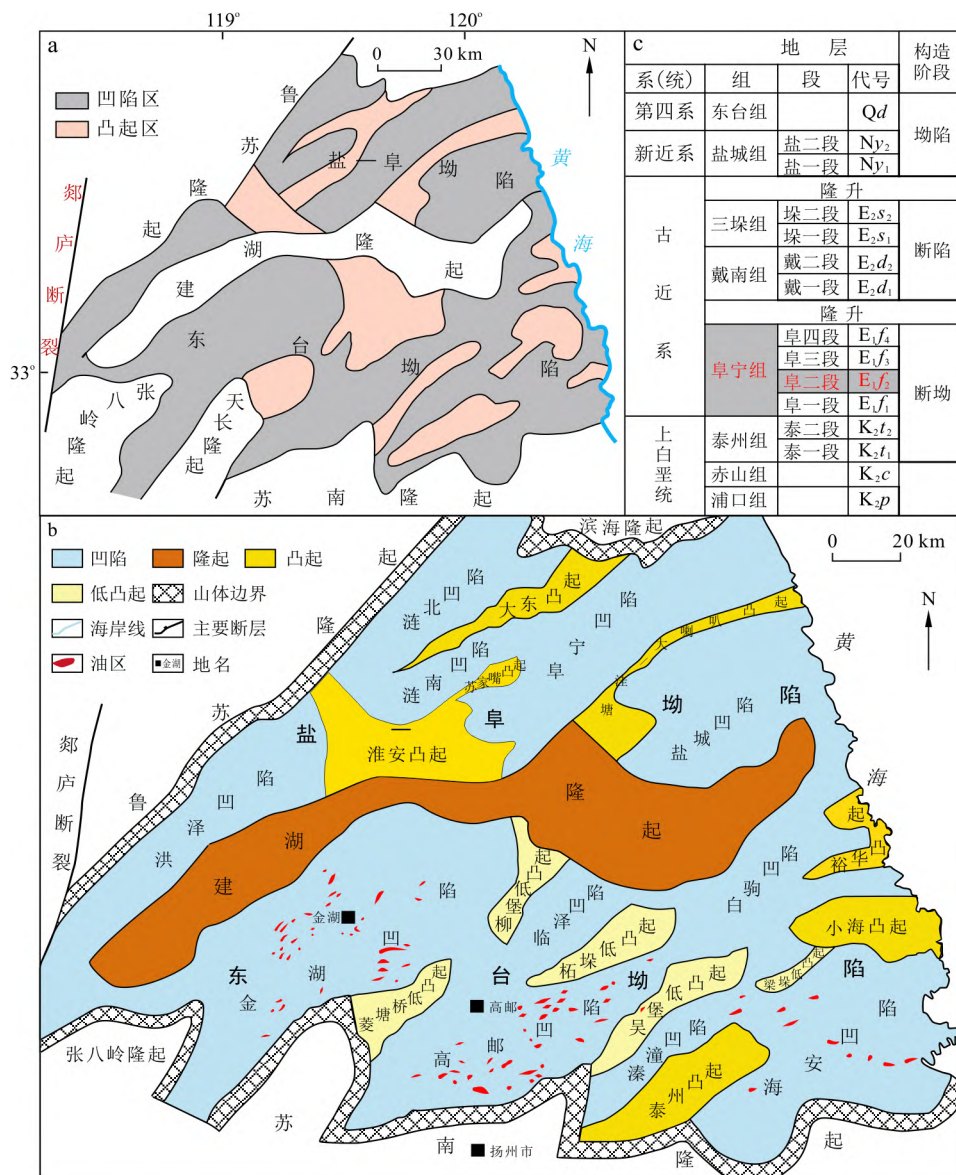 119°
120°
33°
a
0 30 km
N
凹陷区
凸起区
鲁苏隆起
盐—阜坳陷
建湖隆起
东台坳陷
张八岭隆起
天长隆起
苏南隆起
郯庐断裂
黄海
c
地层
构造阶段
系(统) 组 段 代号
第四系 东台组 Qd 坳陷
新近系 盐城组 盐二段 Ny₂
盐一段 Ny₁
隆升
古近系 三垛组 垛二段 E₂s₂ 断陷
垛一段 E₂s₁
戴南组 戴二段 E₂d₂
戴一段 E₂d₁
隆升
阜宁组 阜四段 E₁f₄ 断坳
阜三段 E₁f₃
阜二段 E₁f₂
阜一段 E₁f₁
上白垩统 泰州组 泰二段 K₂t₂
泰一段 K₂t₁
赤山组 K₂c
浦口组 K₂p
b
凹陷 隆起 凸起
低凸起 山体边界
海岸线 主要断层
油区 金湖 地名
0 20 km
N
滨海隆起
鲁苏隆起
郯庐断裂
黄海
盐—阜坳陷
涟北凹陷
大东凸起
涟南凹陷
苏家嘴凸起
阜宁凹陷
大喇叭凸起
洼塘
盐城凹陷
淮安凸起
洪泽凹陷
建湖隆起
裕华凸起
白驹凹陷
小海凸起
柳堡低凸起
临泽凹陷
柘垛低凸起
梁垛低凸起
东台坳陷
金湖
金湖凹陷
菱塘桥低凸起
高邮
高邮凹陷
吴堡低凸起
溱潼凹陷
泰州凸起
海安凹陷
张八岭隆起
苏南隆起
扬州市